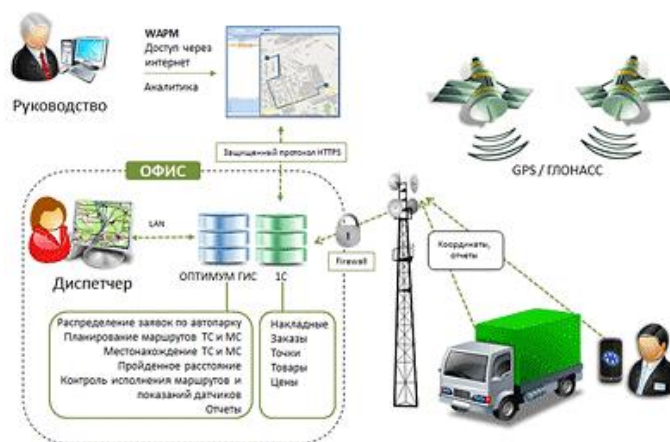 WAPM
Доступ через
интернет
Аналитика
Руководство
Защищенный протокол HTTPS
GPS / ГЛОНАСС
ОФИС
LAN
Диспетчер
ОПТИМУМ ГИС
1С
Firewall
Координаты,
отчеты
Распределение заявок по автопарку
Планирование маршрутов ТС и МС
Местонахождение ТС и МС
Пройденное расстояние
Контроль исполнения маршрутов и
показаний датчиков
Отчеты
Накладные
Заказы
Точки
Товары
Цены